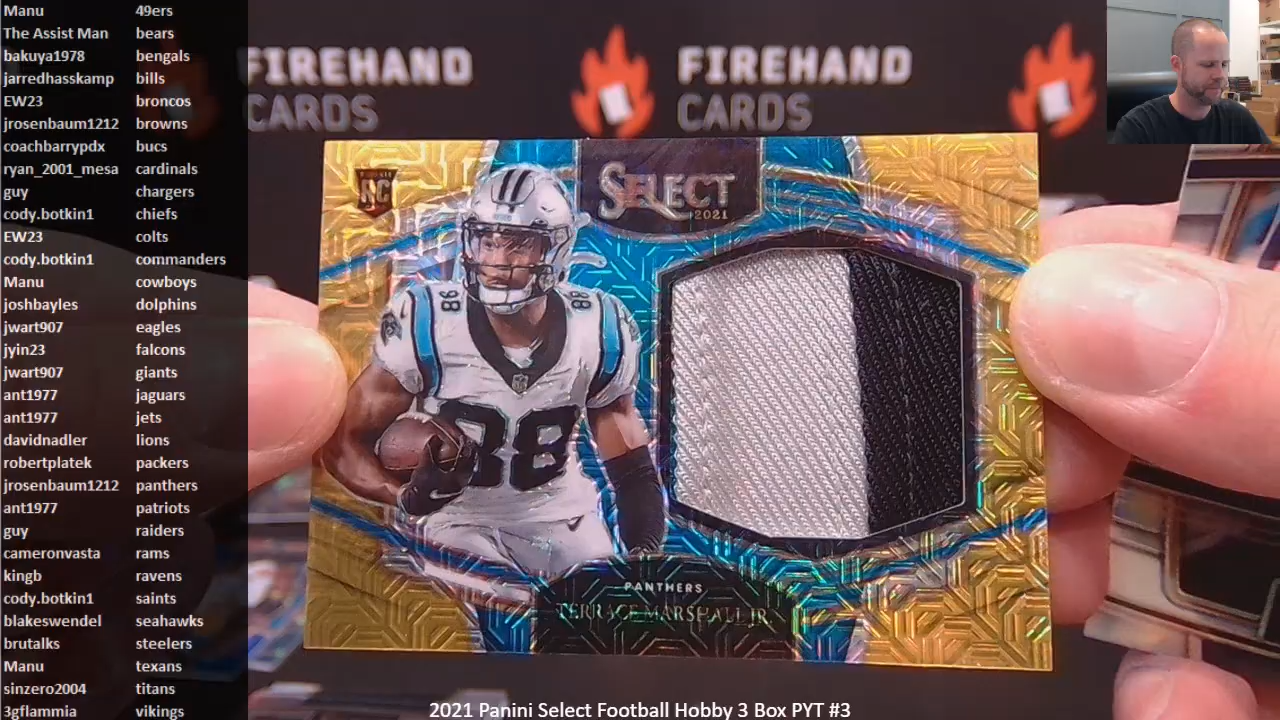 Manu 49ers
The Assist Man bears
bakuya1978 bengals
jarredhasskamp bills
EW23 broncos
jrosenbaum1212 browns
coachbarrypdx bucs
ryan_2001_mesa cardinals
guy chargers
cody.botkin1 chiefs
EW23 colts
cody.botkin1 commanders
Manu cowboys
joshbayles dolphins
jwart907 eagles
jyin23 falcons
jwart907 giants
ant1977 jaguars
ant1977 jets
davidnadler lions
robertplatek packers
jrosenbaum1212 panthers
ant1977 patriots
guy raiders
cameronvasta rams
kingb ravens
cody.botkin1 saints
blakeswendel seahawks
brutalks steelers
Manu texans
sinzero2004 titans
3gflammia vikings
FIREHAND
CARDS
FIREHAND
CARDS
RC
SELECT
2021
88
88
88
PANTHERS
TERRACE MARSHALL JR.
2021 Panini Select Football Hobby 3 Box PYT #3